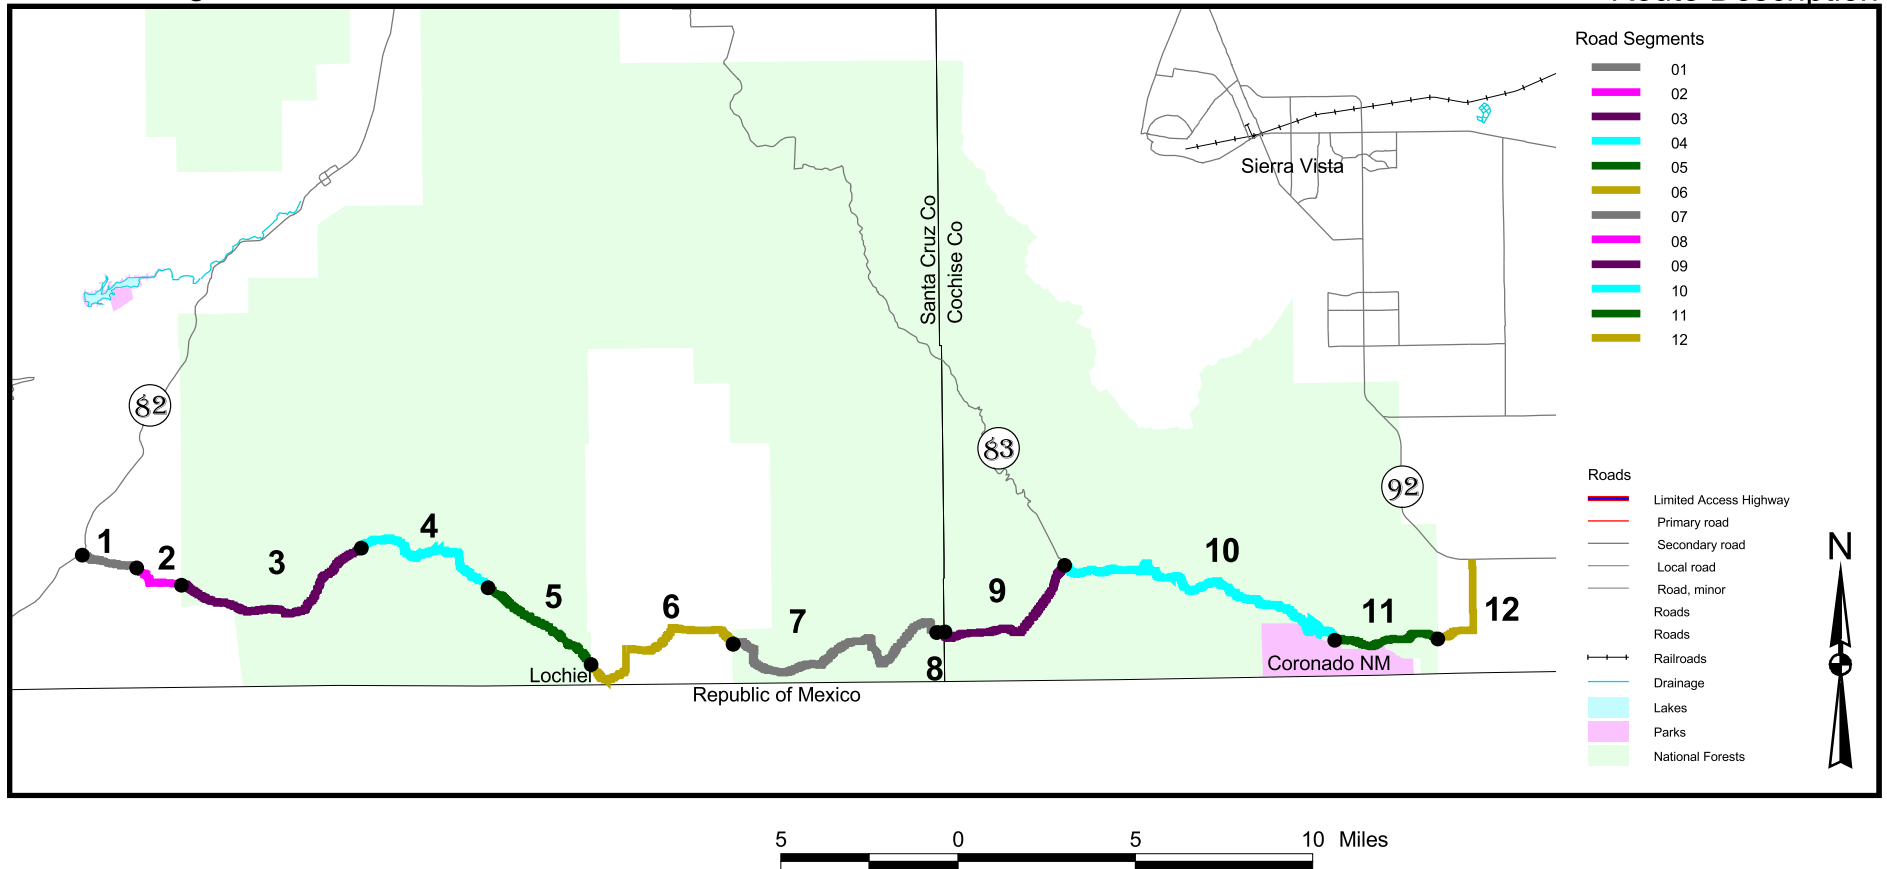 Road Segments
01
02
03
04
05
06
07
08
09
10
11
12
Sierra Vista
Santa Cruz Co
Cochise Co
82
83
92
1
2
3
4
5
6
7
8
9
10
11
12
Lochiel
Coronado NM
Republic of Mexico
Roads
Limited Access Highway
Primary road
Secondary road
Local road
Road, minor
Roads
Roads
Railroads
Drainage
Lakes
Parks
National Forests
N
5 0 5 10 Miles